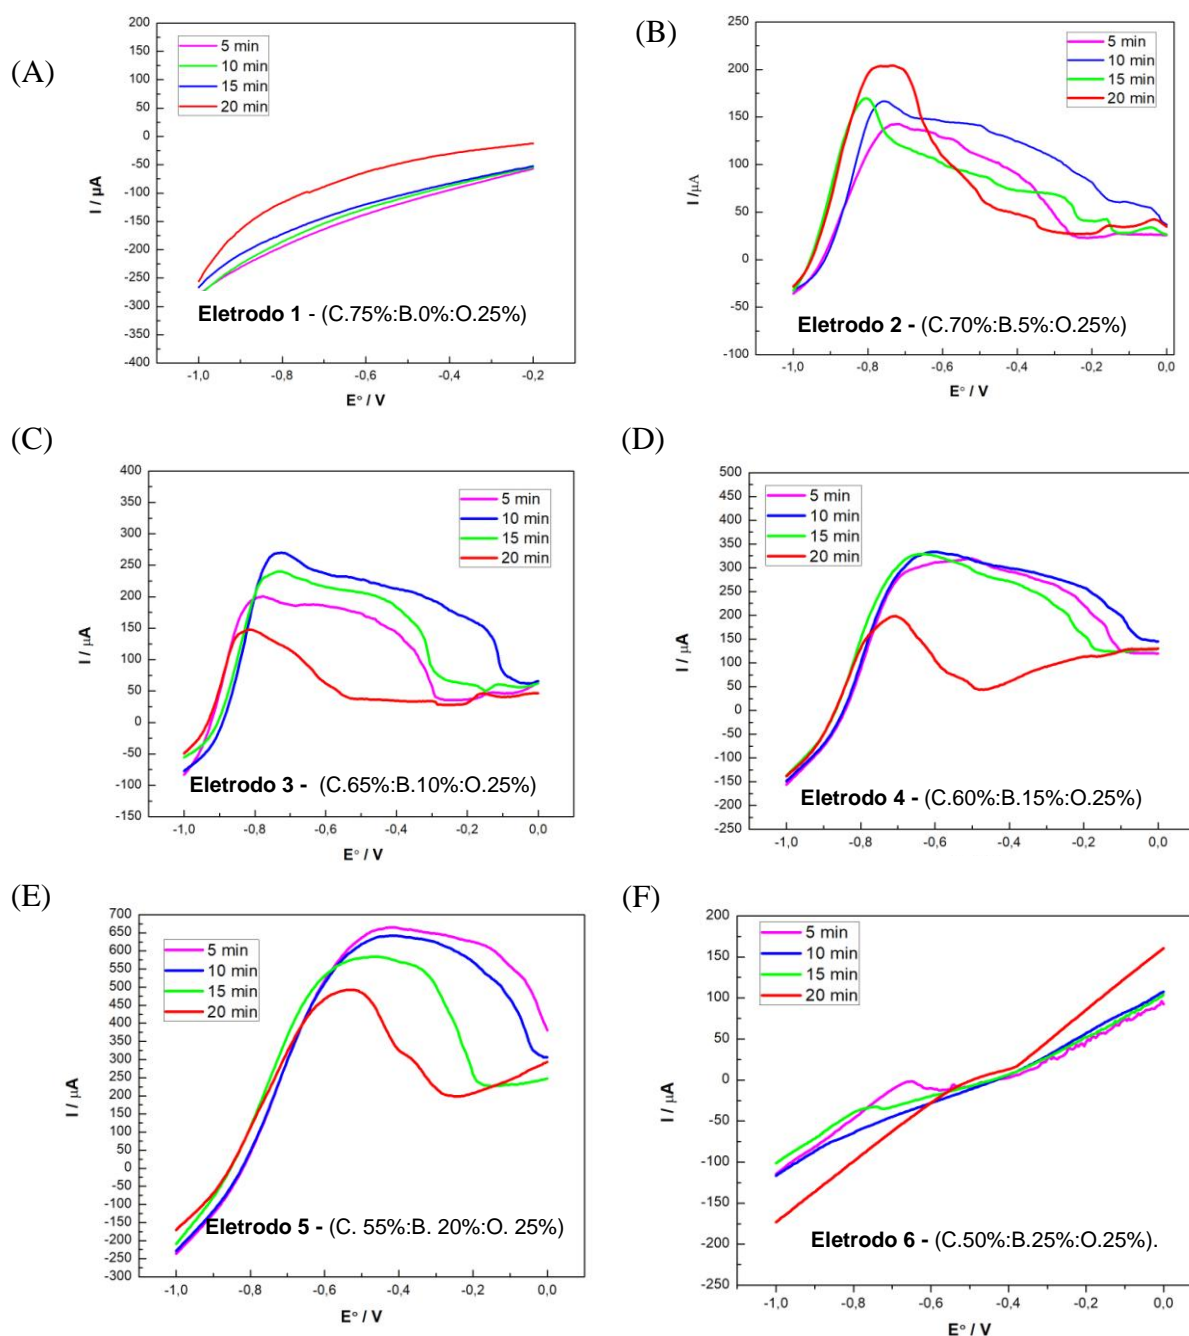 (A)
200
150
100
50
0
-50
-100
-150
-200
-250
-300
-350
-400
I / µA
5 min
10 min
15 min
20 min
Eletrodo 1 - (C.75%:B.0%:O.25%)
-1,0
-0,8
-0,6
-0,4
-0,2
E° / V
(B)
250
200
150
100
50
0
-50
-100
I /µA
5 min
10 min
15 min
20 min
Eletrodo 2 - (C.70%:B.5%:O.25%)
-1,0
-0,8
-0,6
-0,4
-0,2
0,0
E° / V
(C)
400
350
300
250
200
150
100
50
0
-50
-100
-150
I / µA
5 min
10 min
15 min
20 min
Eletrodo 3 - (C.65%:B.10%:O.25%)
-1,0
-0,8
-0,6
-0,4
-0,2
0,0
E° / V
(D)
500
450
400
350
300
250
200
150
100
50
0
-50
-100
-150
-200
-250
I / µA
5 min
10 min
15 min
20 min
Eletrodo 4 - (C.60%:B.15%:O.25%)
-1,0
-0,8
-0,6
-0,4
-0,2
0,0
E° / V
(E)
700
650
600
550
500
450
400
350
300
250
200
150
100
50
0
-50
-100
-150
-200
-250
-300
I / µA
5 min
10 min
15 min
20 min
Eletrodo 5 - (C. 55%:B. 20%:O. 25%)
-1,0
-0,8
-0,6
-0,4
-0,2
0,0
E° / V
(F)
200
150
100
50
0
-50
-100
-150
-200
-250
I / µA
5 min
10 min
15 min
20 min
Eletrodo 6 - (C.50%:B.25%:O.25%).
-1,0
-0,8
-0,6
-0,4
-0,2
0,0
E° / V